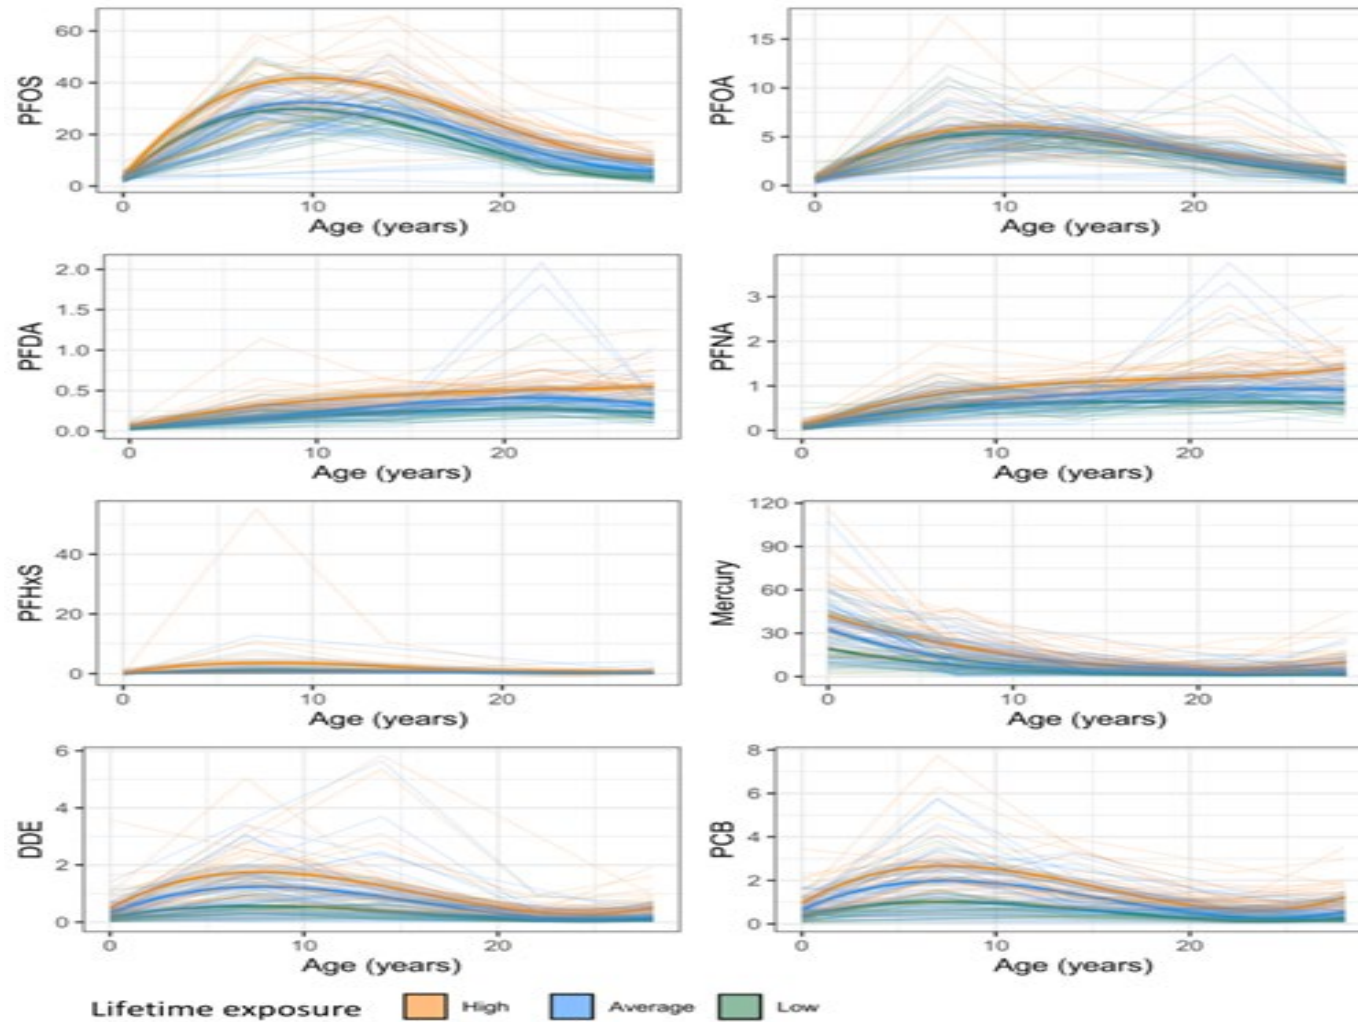 PFOS
60
40
20
0
0 10 20
Age (years)
PFOA
15
10
5
0
0 10 20
Age (years)
PFDA
2.0
1.5
1.0
0.5
0.0
0 10 20
Age (years)
PFNA
3
2
1
0
0 10 20
Age (years)
PFHxS
40
20
0
0 10 20
Age (years)
Mercury
120
90
60
30
0
0 10 20
Age (years)
DDE
6
4
2
0
0 10 20
Age (years)
PCB
8
6
4
2
0
0 10 20
Age (years)
Lifetime exposure High Average Low